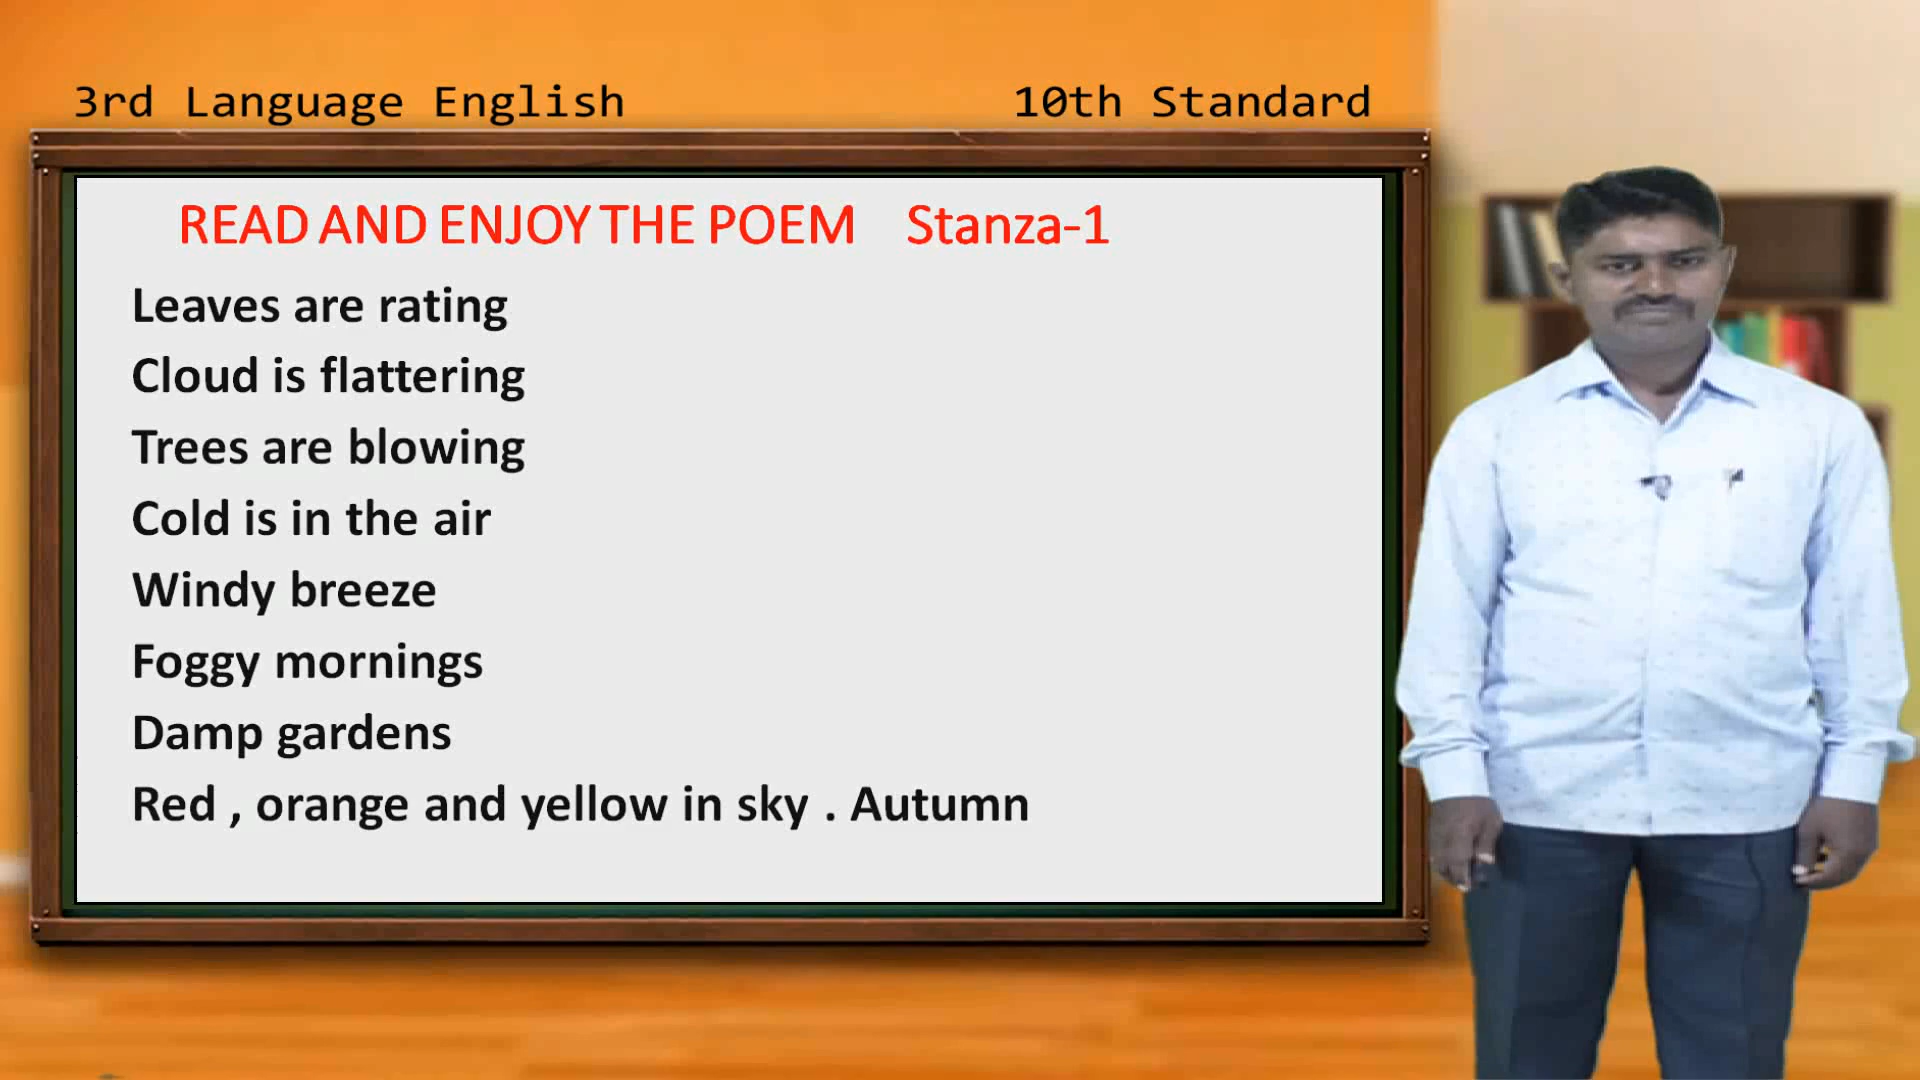 3rd Language English 10th Standard
READ AND ENJOY THE POEM Stanza-1
Leaves are rating
Cloud is flattering
Trees are blowing
Cold is in the air
Windy breeze
Foggy mornings
Damp gardens
Red , orange and yellow in sky . Autumn